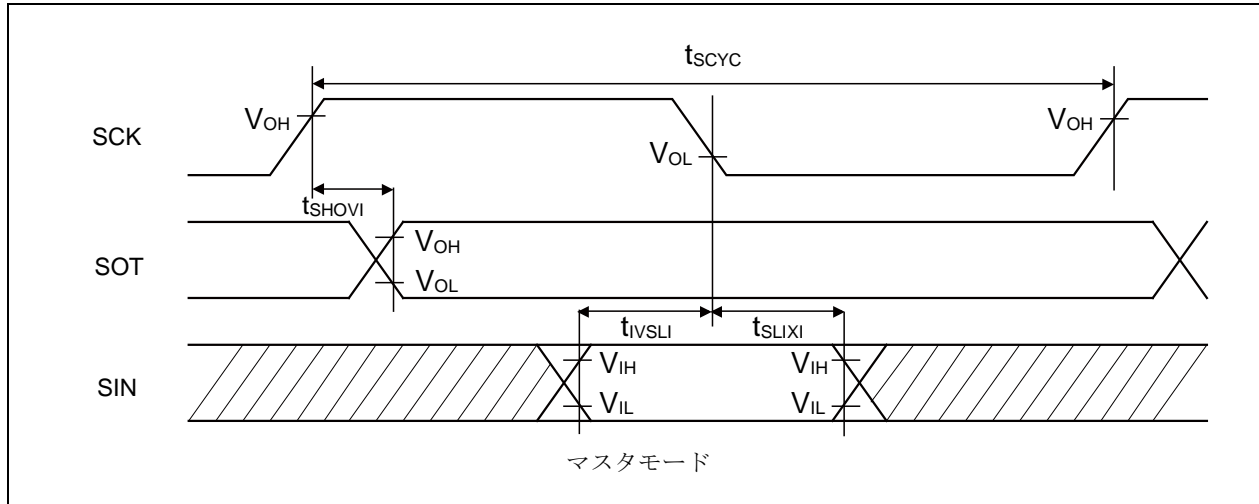 tSCYC
SCK
VOH
VOL
VOH
tSHOVI
SOT
VOH
VOL
tIVSLI
tSLIXI
SIN
VIH
VIL
VIH
VIL
マスタモード